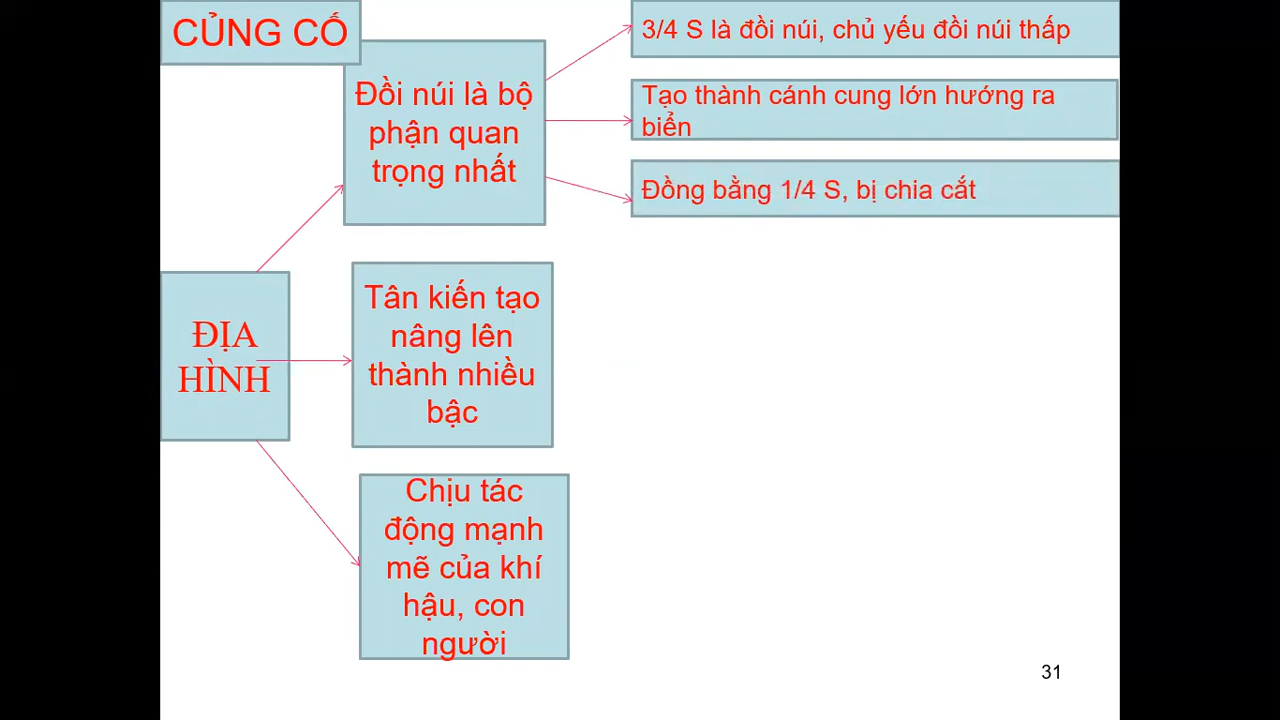 CỦNG CỐ
Đồi núi là bộ
phận quan
trọng nhất
3/4 S là đồi núi, chủ yếu đồi núi thấp
Tạo thành cánh cung lớn hướng ra
biển
Đồng bằng 1/4 S, bị chia cắt
ĐỊA
HÌNH
Tân kiến tạo
nâng lên
thành nhiều
bậc
Chịu tác
động mạnh
mẽ của khí
hậu, con
người
31